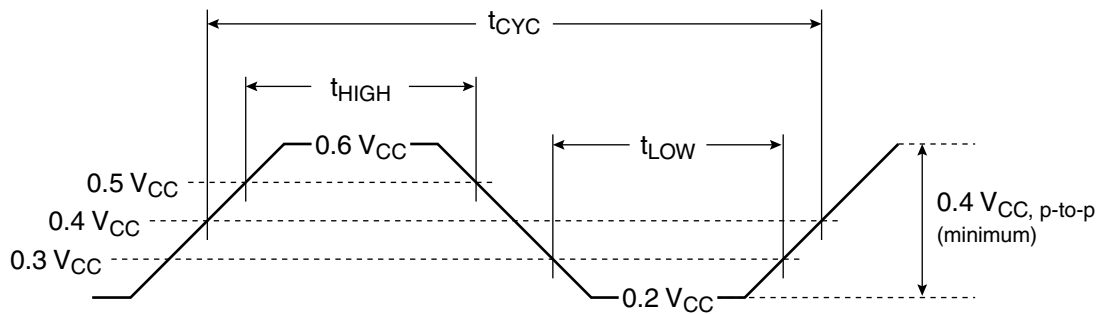 tCYC
tHIGH
0.6 VCC
tLOW
0.5 VCC
0.4 VCC
0.4 VCC, p-to-p
(minimum)
0.3 VCC
0.2 VCC